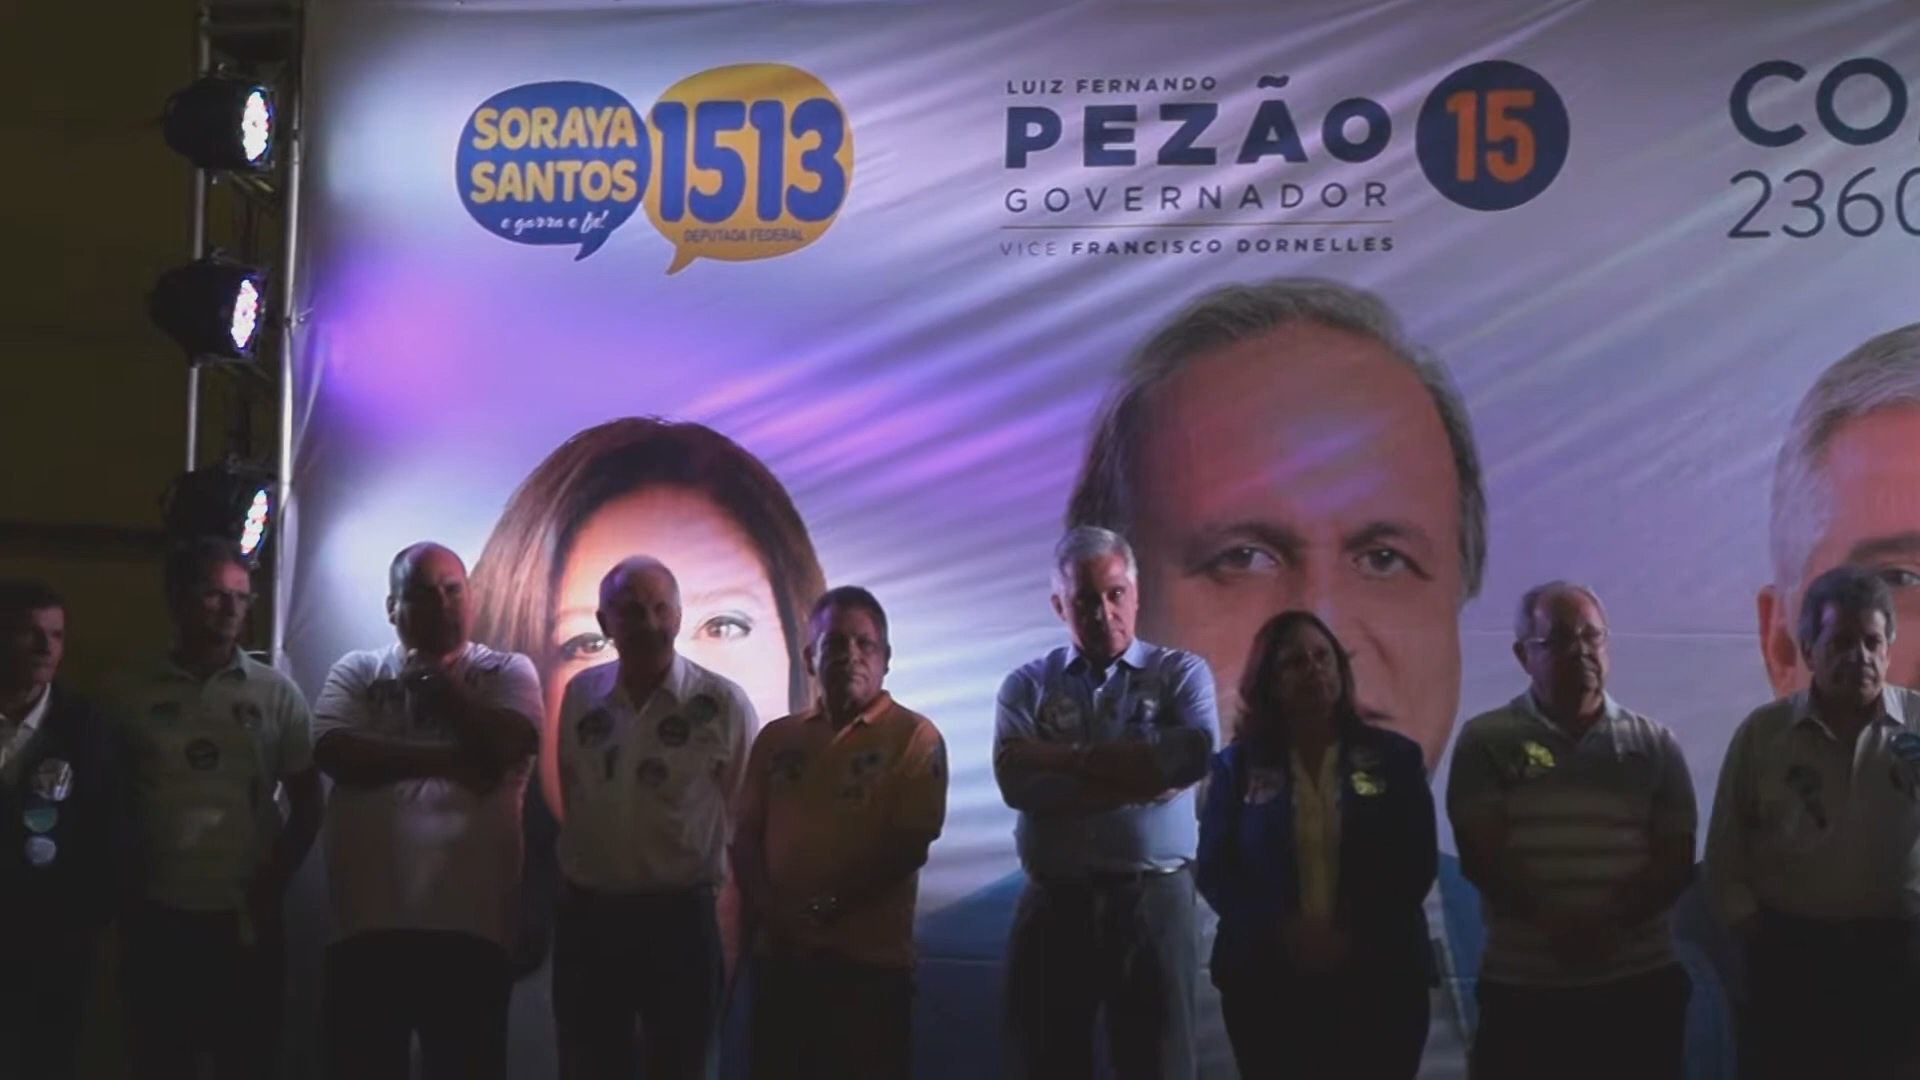 SORAYA
SANTOS
e garra e fé!
1513
DEPUTADA FEDERAL
LUIZ FERNANDO
PEZÃO
GOVERNADOR
VICE FRANCISCO DORNELLES
15
CO
2360